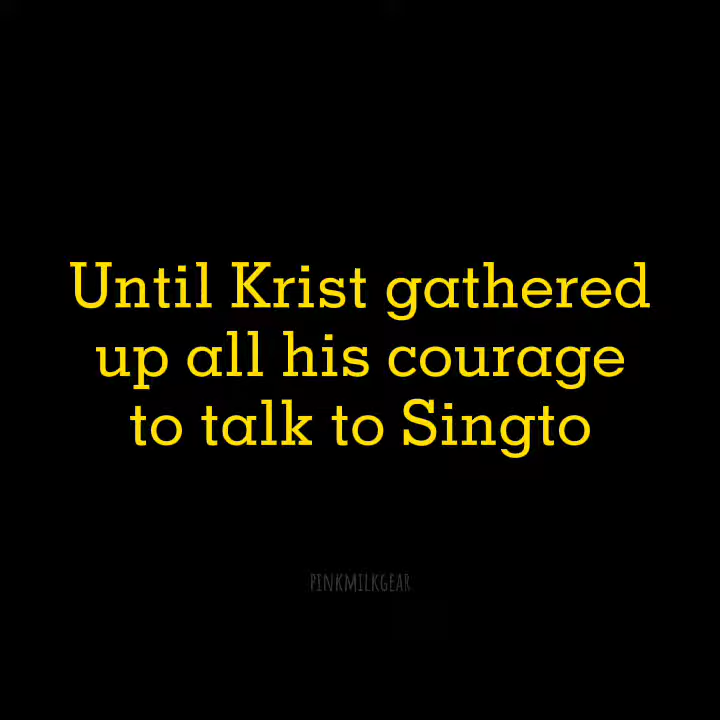 Until Krist gathered
up all his courage
to talk to Singto
PINKMILKGEAR